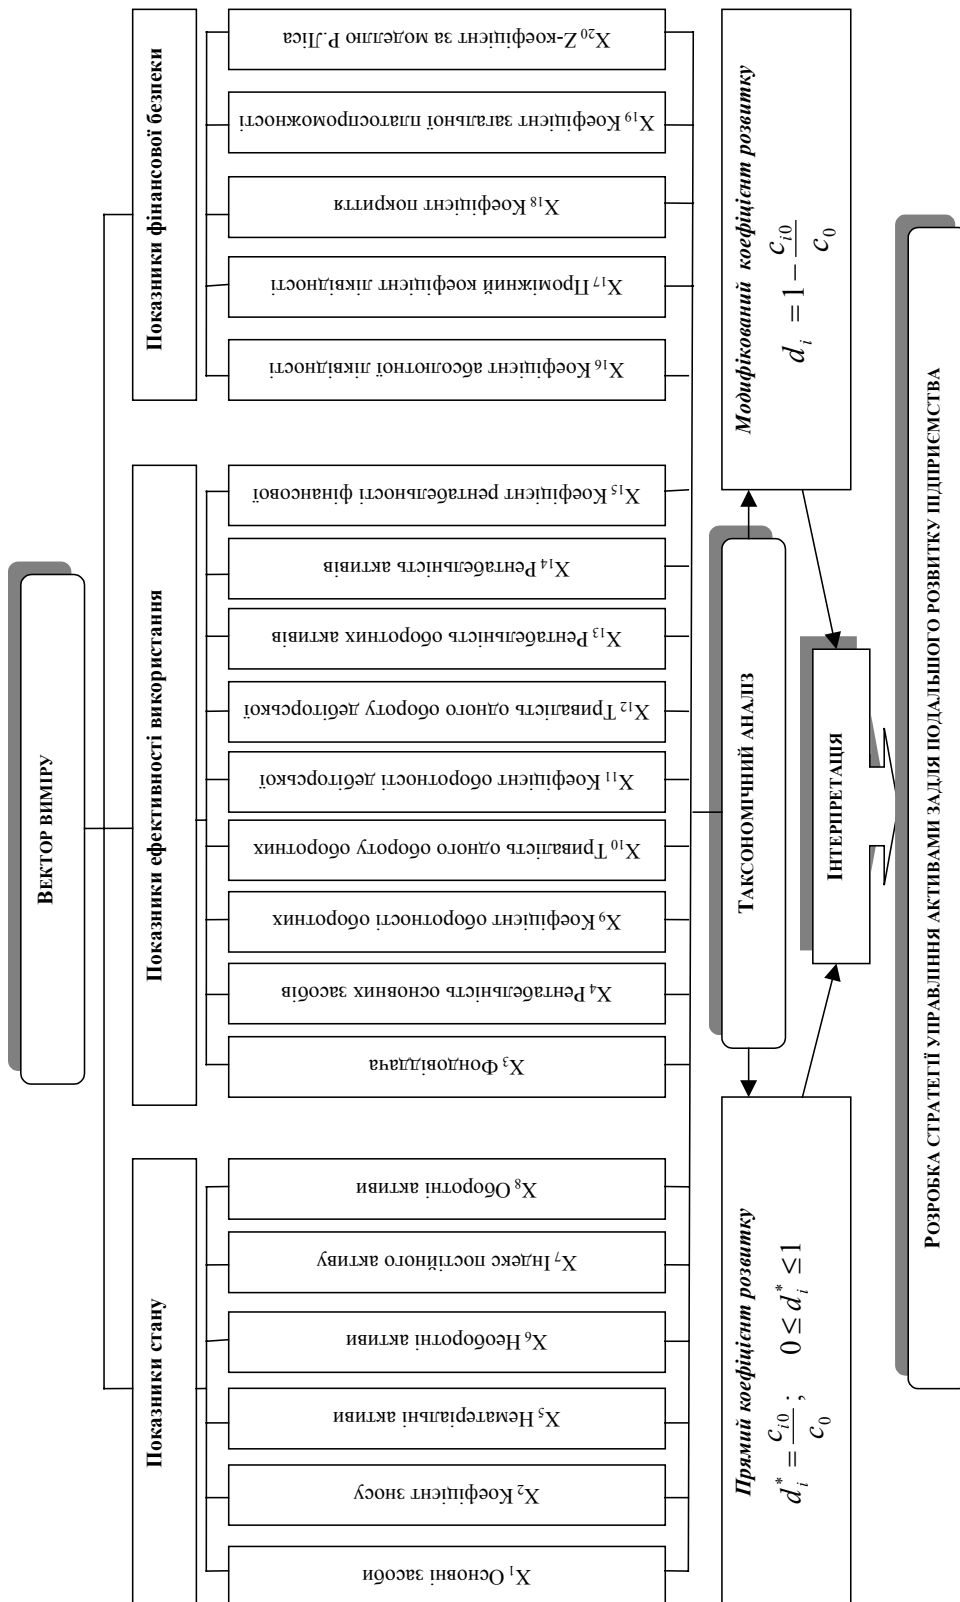 ВЕКТОР ВИМІРУ
Показники стану
Показники ефективності використання
Показники фінансової безпеки
X₁ Основні засоби
X₂ Коефіцієнт зносу
X₅ Нематеріальні активи
X₆ Необоротні активи
X₇ Індекс постійного активу
X₈ Оборотні активи
X₃ Фондовіддача
X₄ Рентабельність основних засобів
X₉ Коефіцієнт оборотності оборотних
X₁₀ Тривалість одного обороту оборотних
X₁₁ Коефіцієнт оборотності дебіторської
X₁₂ Тривалість одного обороту дебіторської
X₁₃ Рентабельність оборотних активів
X₁₄ Рентабельність активів
X₁₅ Коефіцієнт рентабельності фінансової
X₁₆ Коефіцієнт абсолютної ліквідності
X₁₇ Проміжний коефіцієнт ліквідності
X₁₈ Коефіцієнт покриття
X₁₉ Коефіцієнт загальної платоспроможності
X₂₀ Z-коефіцієнт за моделлю Р.Ліса
Прямий коефіцієнт розвитку
dᵢ* = cᵢ₀/c₀; 0 ≤ dᵢ* ≤ 1
ТАКСОНОМІЧНИЙ АНАЛІЗ
Модифікований коефіцієнт розвитку
dᵢ = 1 − cᵢ₀/c₀
ІНТЕРПРЕТАЦІЯ
РОЗРОБКА СТРАТЕГІЇ УПРАВЛІННЯ АКТИВАМИ ЗАДЛЯ ПОДАЛЬШОГО РОЗВИТКУ ПІДПРИЄМСТВА